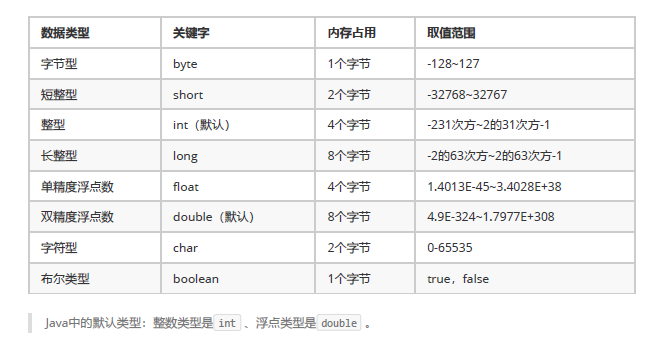 数据类型 关键字 内存占用 取值范围
字节型 byte 1个字节 -128~127
短整型 short 2个字节 -32768~32767
整型 int（默认） 4个字节 -231次方~2的31次方-1
长整型 long 8个字节 -2的63次方~2的63次方-1
单精度浮点数 float 4个字节 1.4013E-45~3.4028E+38
双精度浮点数 double（默认） 8个字节 4.9E-324~1.7977E+308
字符型 char 2个字节 0-65535
布尔类型 boolean 1个字节 true，false
Java中的默认类型：整数类型是 int 、浮点类型是 double 。